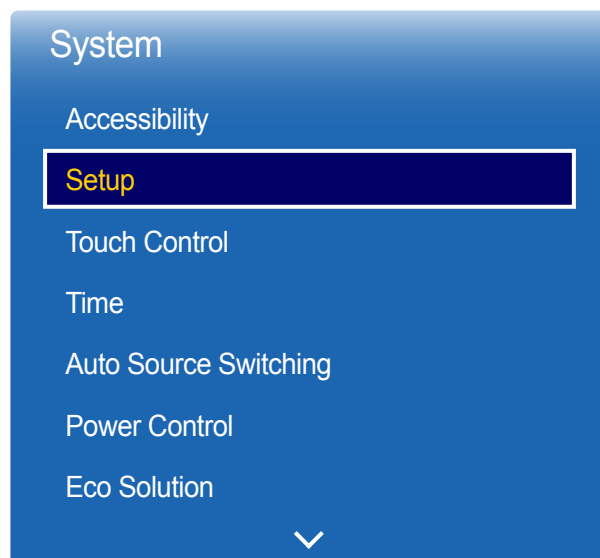 System
Accessibility
Setup
Touch Control
Time
Auto Source Switching
Power Control
Eco Solution